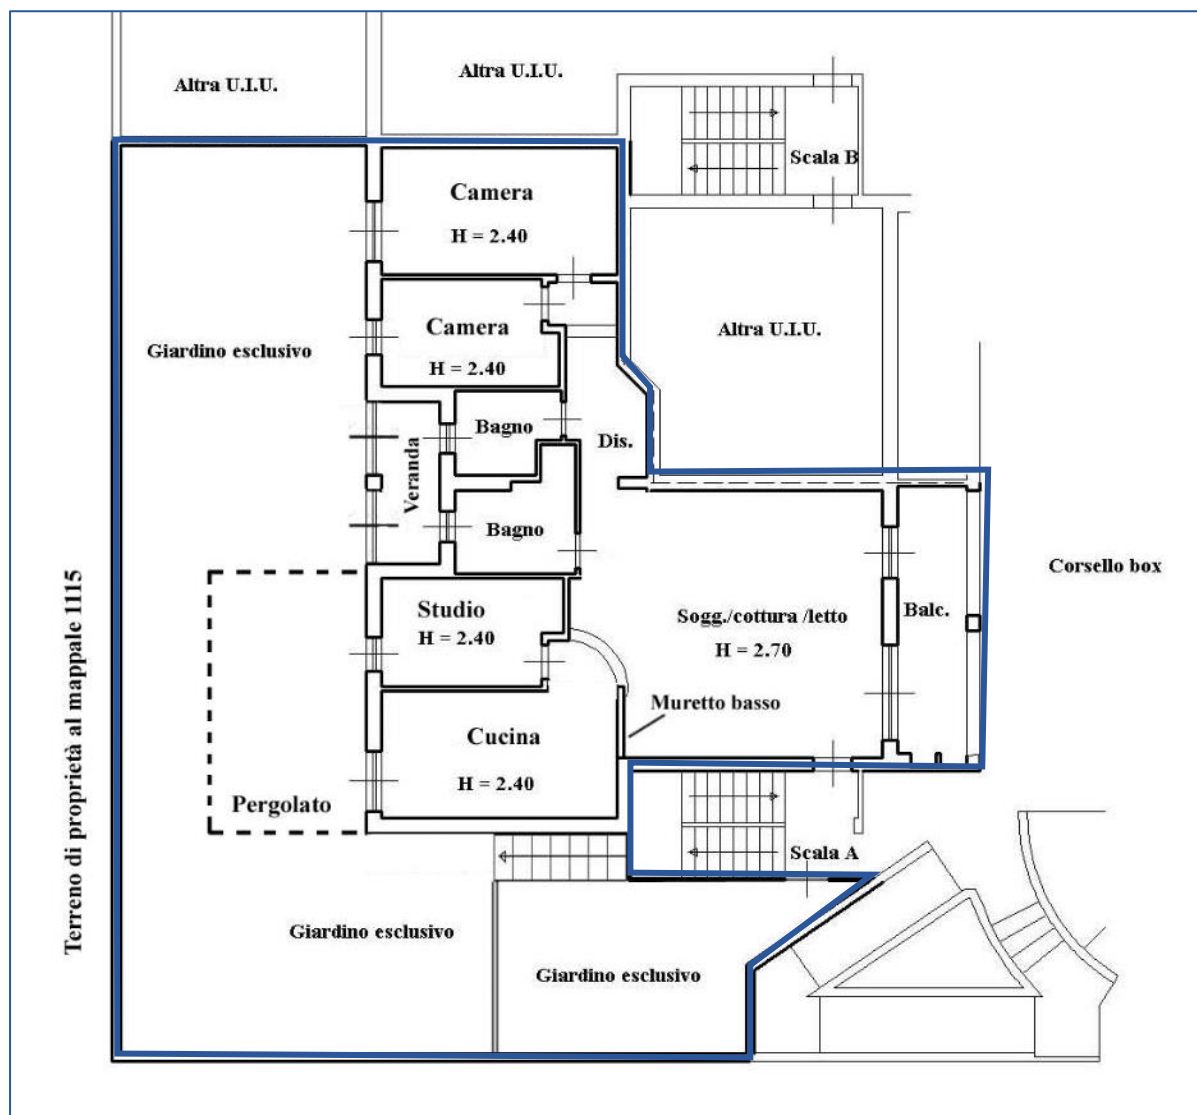 Altra U.I.U.
Altra U.I.U.
Scala B
Camera
H = 2.40
Camera
H = 2.40
Giardino esclusivo
Altra U.I.U.
Bagno
Dis.
Veranda
Bagno
Corsello box
Studio
H = 2.40
Sogg./cottura /letto
H = 2.70
Balc.
Muretto basso
Cucina
H = 2.40
Pergolato
Terreno di proprietà al mappale 1115
Scala A
Giardino esclusivo
Giardino esclusivo